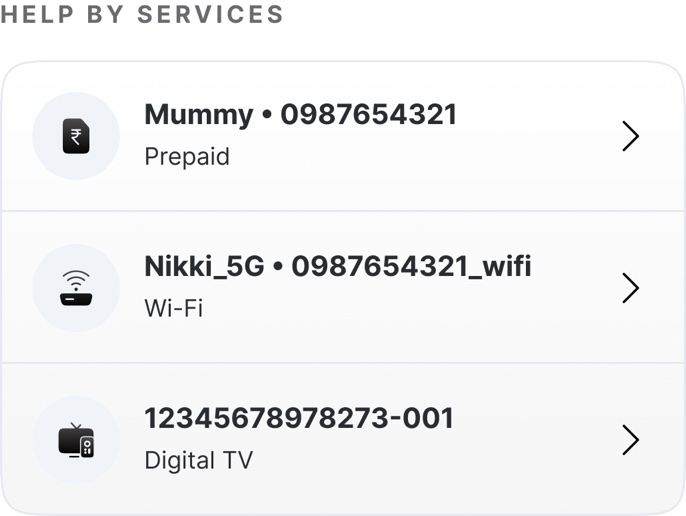 HELP BY SERVICES
Mummy • 0987654321
₹
Prepaid
Nikki_5G • 0987654321_wifi
Wi-Fi
12345678978273-001
Digital TV